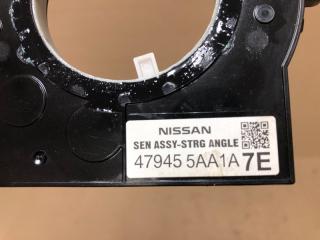 NISSAN
SEN ASSY-STRG ANGLE
47945 5AA1A 7E